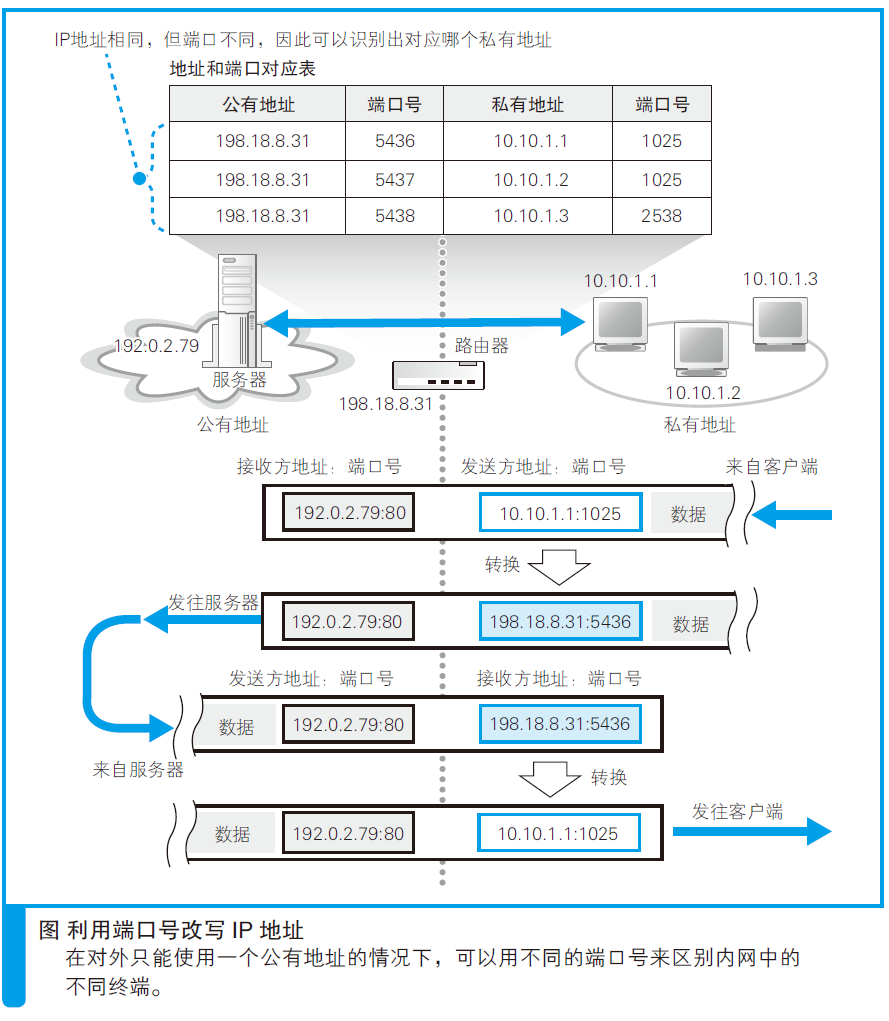 IP地址相同，但端口不同，因此可以识别出对应哪个私有地址
地址和端口对应表
公有地址 端口号 私有地址 端口号
198.18.8.31 5436 10.10.1.1 1025
198.18.8.31 5437 10.10.1.2 1025
198.18.8.31 5438 10.10.1.3 2538
10.10.1.1 10.10.1.3
192.0.2.79 路由器
服务器 10.10.1.2
198.18.8.31
公有地址 私有地址
接收方地址：端口号 发送方地址：端口号 来自客户端
192.0.2.79:80 10.10.1.1:1025 数据
转换
发往服务器
192.0.2.79:80 198.18.8.31:5436 数据
发送方地址：端口号 接收方地址：端口号
数据 192.0.2.79:80 198.18.8.31:5436
来自服务器 转换
发往客户端
数据 192.0.2.79:80 10.10.1.1:1025
图 利用端口号改写 IP 地址
在对外只能使用一个公有地址的情况下，可以用不同的端口号来区别内网中的
不同终端。